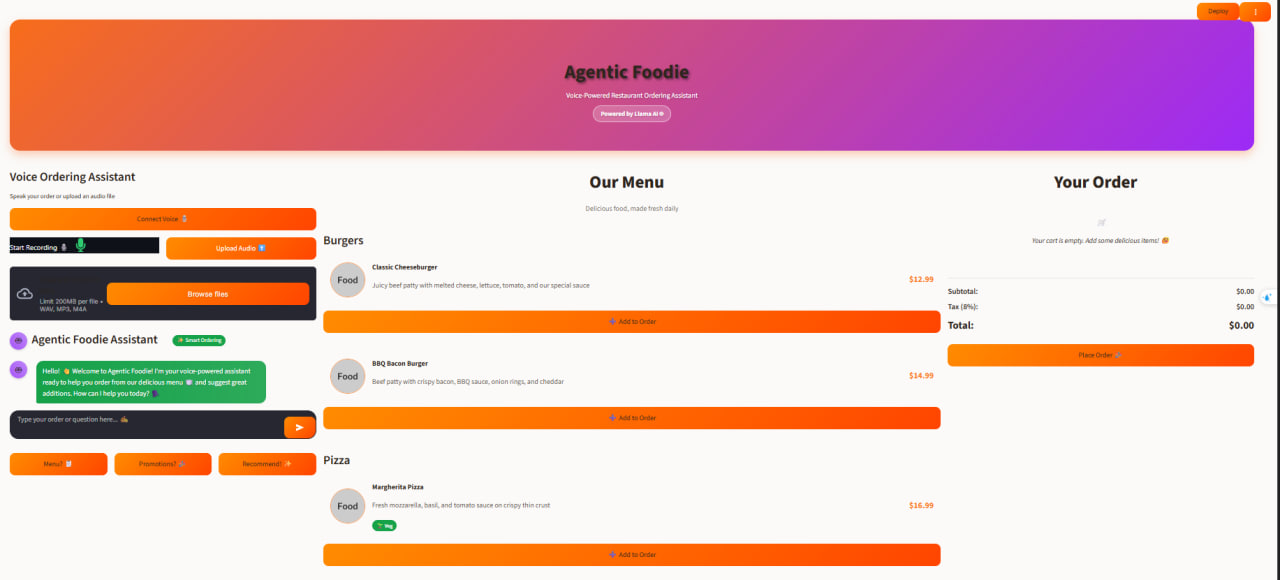 Deploy
Agentic Foodie
Voice-Powered Restaurant Ordering Assistant
Powered by Llama AI
Voice Ordering Assistant
Speak your order or upload an audio file
Connect Voice 🎙️
Start Recording 🎙️
Upload Audio ⬆️
Limit 200MB per file •
WAV, MP3, M4A
Browse files
Agentic Foodie Assistant
✨ Smart Ordering
Hello! 👋 Welcome to Agentic Foodie! I'm your voice-powered assistant
ready to help you order from our delicious menu 🍽️ and suggest great
additions. How can I help you today? 🎤
Type your order or question here... ✍️
Menu?
Promotions?
Recommend! ✨
Our Menu
Delicious food, made fresh daily
Burgers
Food
Classic Cheeseburger
Juicy beef patty with melted cheese, lettuce, tomato, and our special sauce
$12.99
➕ Add to Order
Food
BBQ Bacon Burger
Beef patty with crispy bacon, BBQ sauce, onion rings, and cheddar
$14.99
➕ Add to Order
Pizza
Food
Margherita Pizza
Fresh mozzarella, basil, and tomato sauce on crispy thin crust
Veg
$16.99
➕ Add to Order
Your Order
🛒
Your cart is empty. Add some delicious items! 🍔
Subtotal: $0.00
Tax (8%): $0.00
Total: $0.00
Place Order